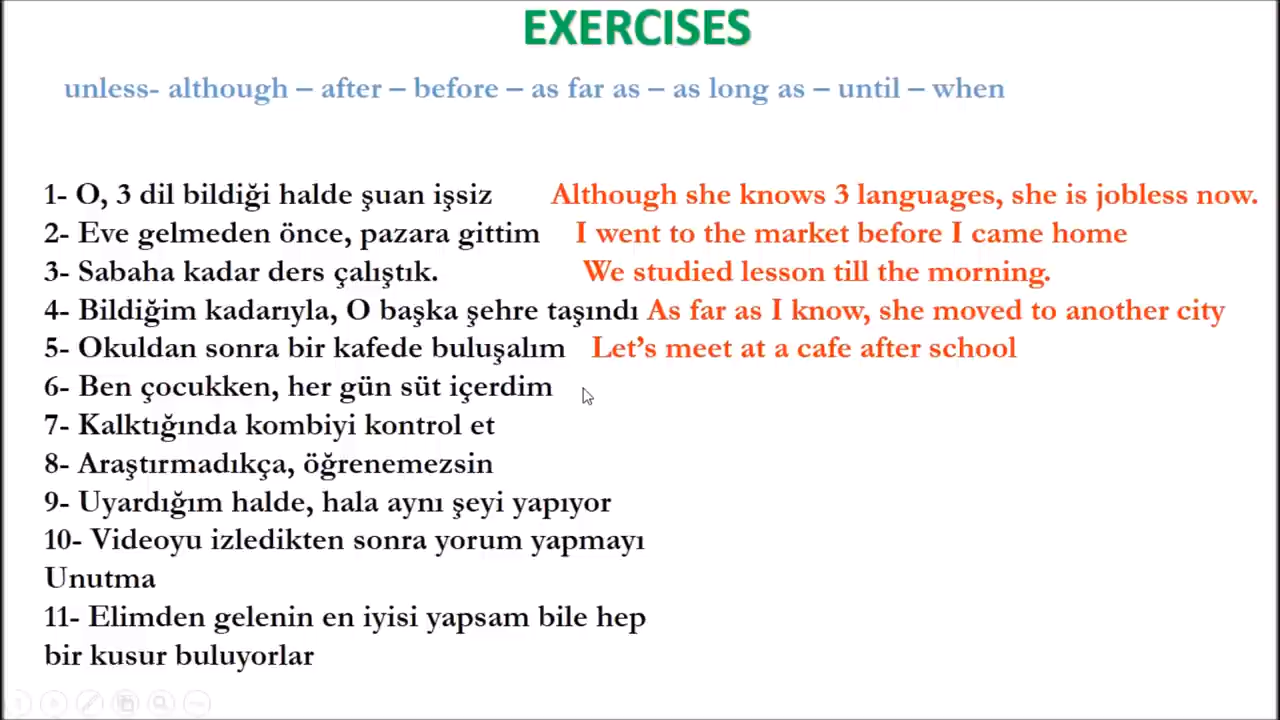 EXERCISES
unless- although – after – before – as far as – as long as – until – when
1- O, 3 dil bildiği halde şuan işsiz Although she knows 3 languages, she is jobless now.
2- Eve gelmeden önce, pazara gittim I went to the market before I came home
3- Sabaha kadar ders çalıştık. We studied lesson till the morning.
4- Bildiğim kadarıyla, O başka şehre taşındı As far as I know, she moved to another city
5- Okuldan sonra bir kafede buluşalım Let’s meet at a cafe after school
6- Ben çocukken, her gün süt içerdim
7- Kalktığında kombiyi kontrol et
8- Araştırmadıkça, öğrenemezsin
9- Uyardığım halde, hala aynı şeyi yapıyor
10- Videoyu izledikten sonra yorum yapmayı
Unutma
11- Elimden gelenin en iyisi yapsam bile hep
bir kusur buluyorlar